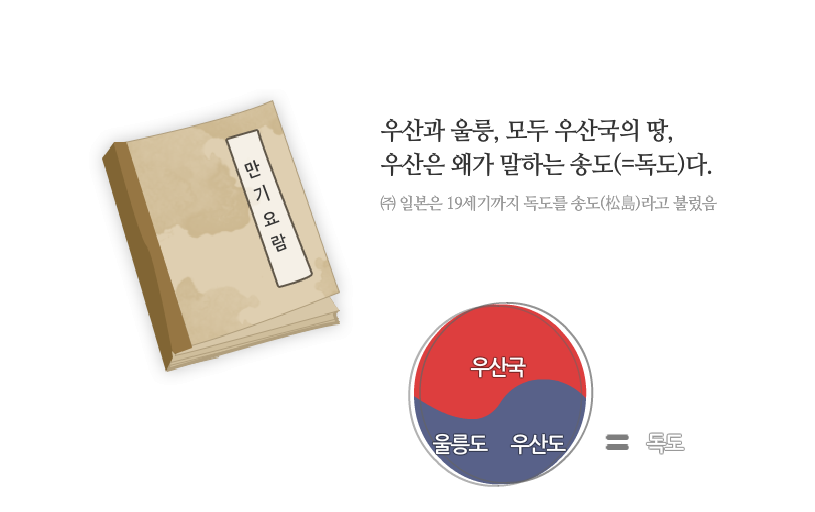 만기요람
우산과 울릉, 모두 우산국의 땅,
우산은 왜가 말하는 송도(=독도)다.
㈜ 일본은 19세기까지 독도를 송도(松島)라고 불렀음
우산국
울릉도 우산도 = 독도